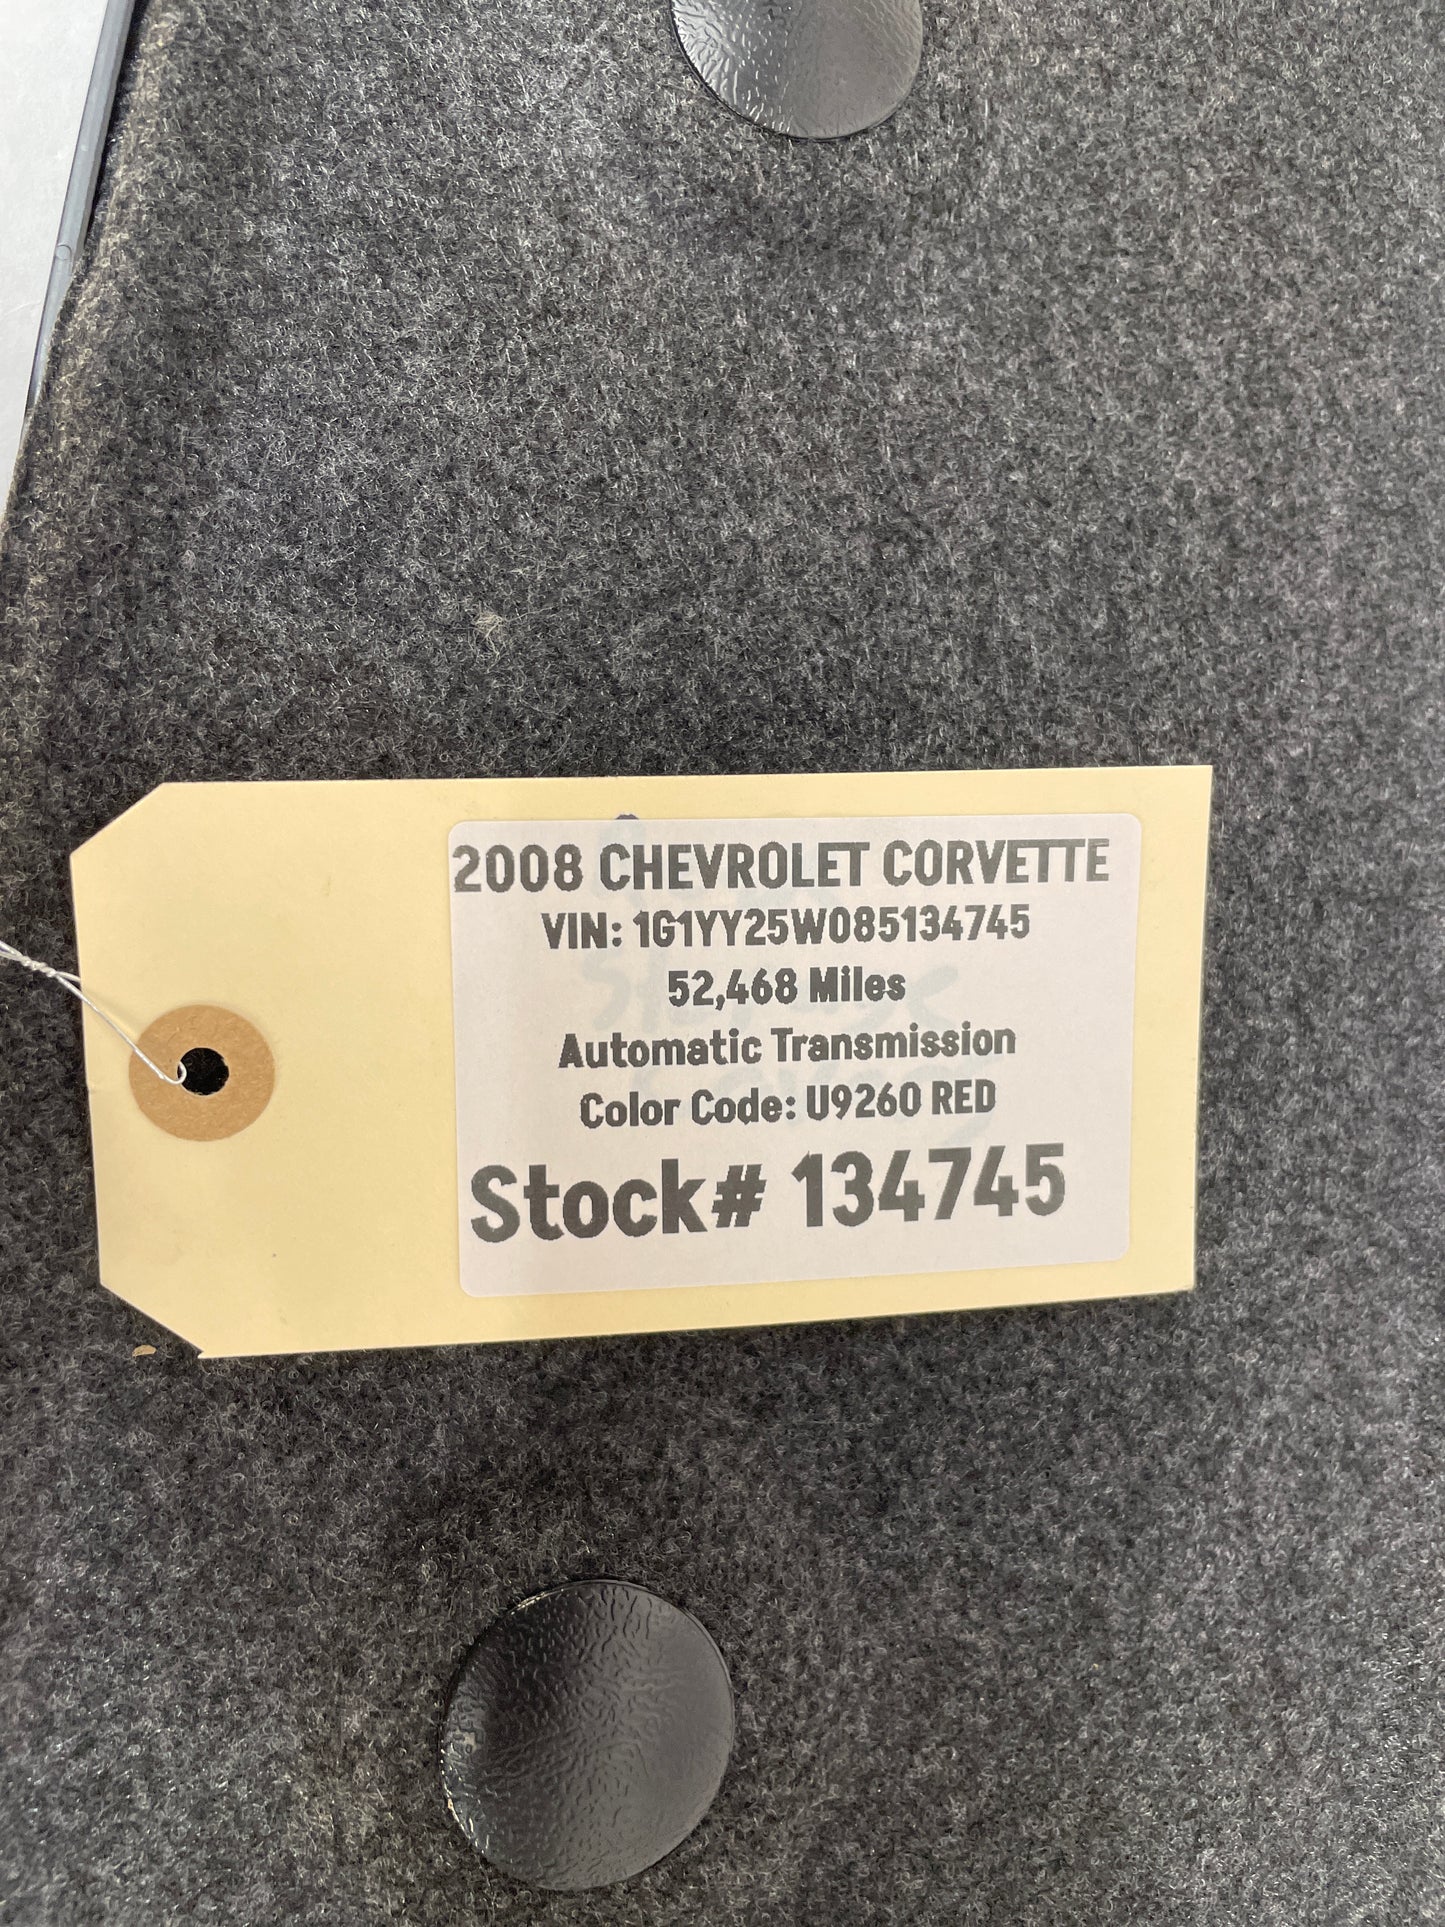 2008 CHEVROLET CORVETTE
VIN: 1G1YY25W085134745
52,468 Miles
Automatic Transmission
Color Code: U9260 RED
Stock# 134745